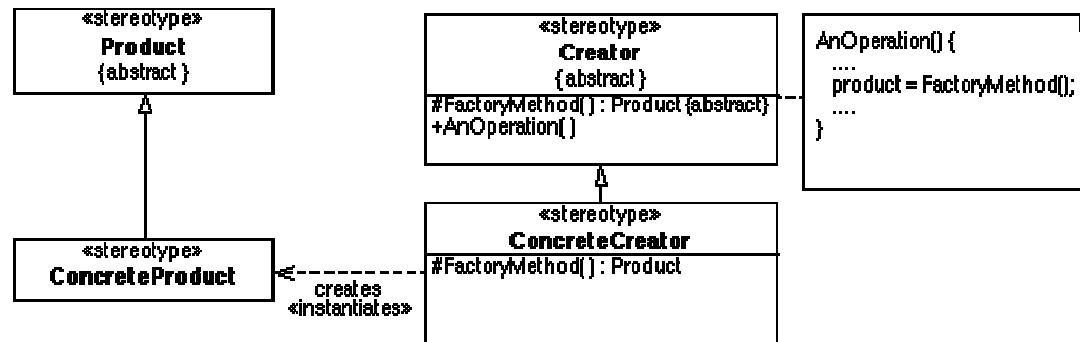 «stereotype»
Product
{abstract}
«stereotype»
Creator
{abstract}
#FactoryMethod( ) : Product {abstract}
+AnOperation( )
AnOperation() {
....
product = FactoryMethod();
....
}
«stereotype»
ConcreteProduct
creates
«instantiates»
«stereotype»
ConcreteCreator
#FactoryMethod( ) : Product